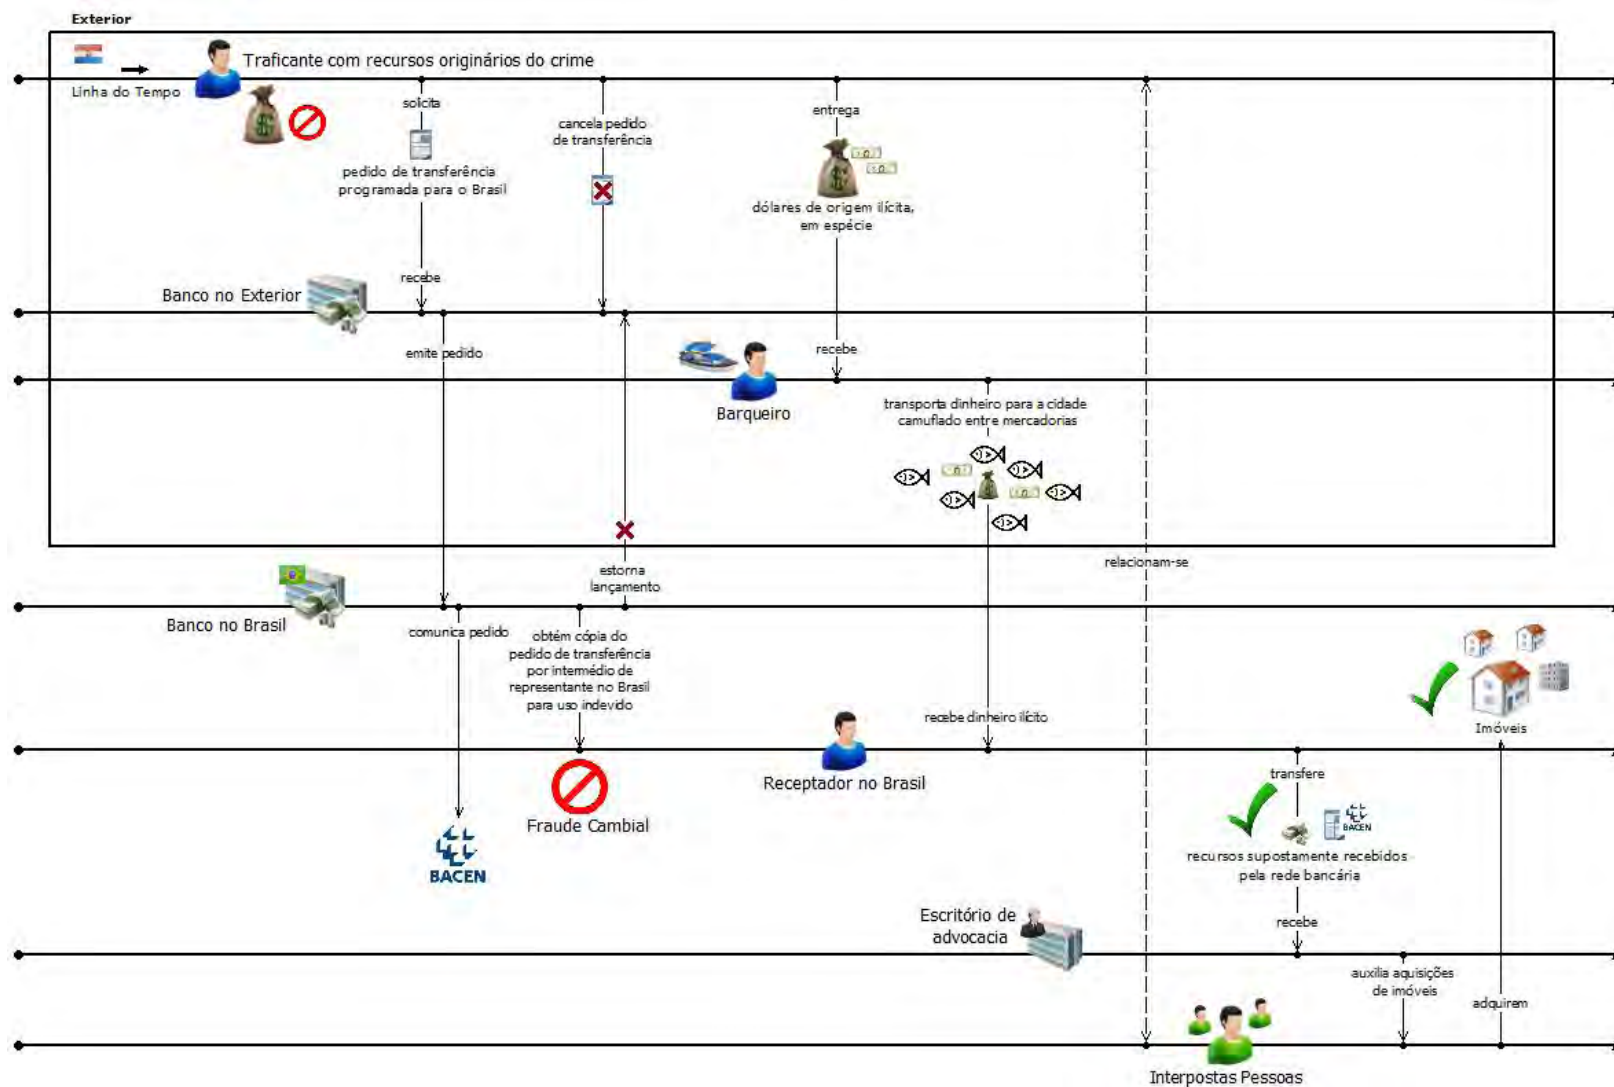 Exterior
Traficante com recursos originários do crime
Linha do Tempo
solicita
pedido de transferência
programada para o Brasil
recebe
cancela pedido
de transferência
entrega
dólares de origem ilícita,
em espécie
Banco no Exterior
emite pedido
recebe
Barqueiro
transporta dinheiro para a cidade
camuflado entre mercadorias
estorna
lançamento
relacionam-se
Banco no Brasil
comunica pedido
obtém cópia do
pedido de transferência
por intermédio de
representante no Brasil
para uso indevido
recebe dinheiro ilícito
Imóveis
Receptador no Brasil
transfere
Fraude Cambial
BACEN
BACEN
recursos supostamente recebidos
pela rede bancária
recebe
Escritório de
advocacia
auxilia aquisições
de imóveis
adquirem
Interpostas Pessoas